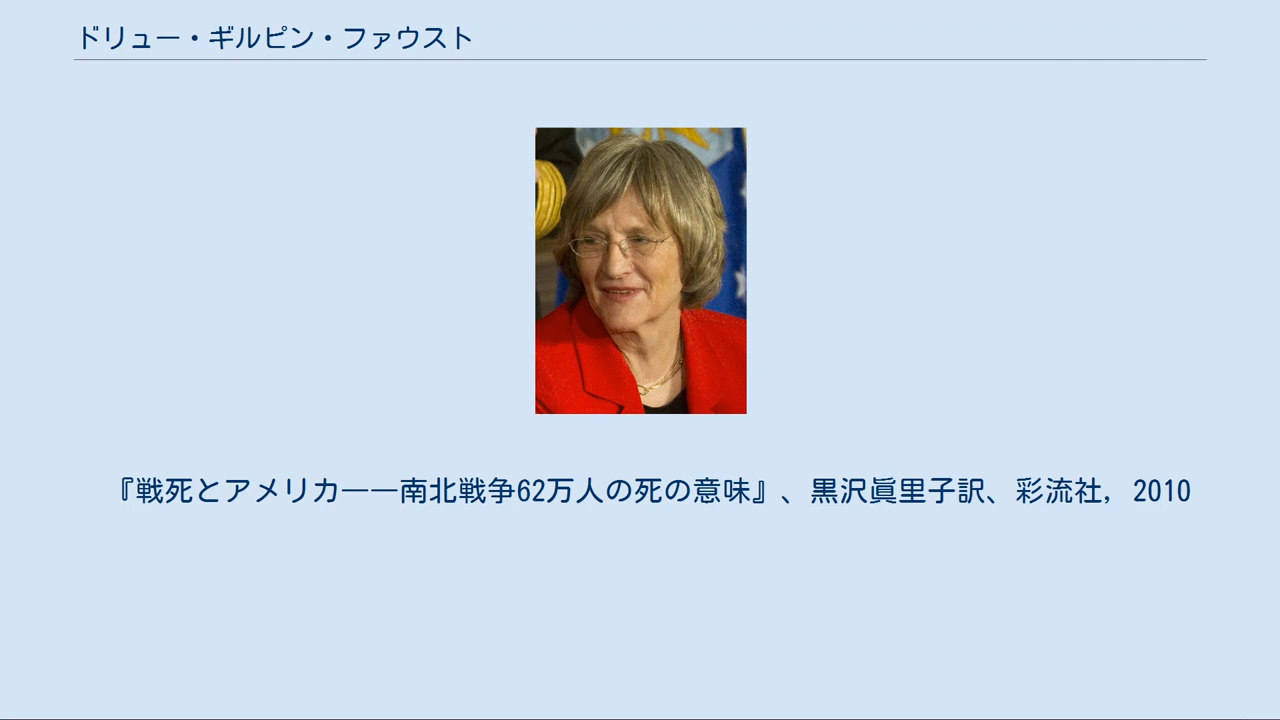 ドリュー・ギルピン・ファウスト
『戦死とアメリカ――南北戦争62万人の死の意味』、黒沢眞里子訳、彩流社，2010